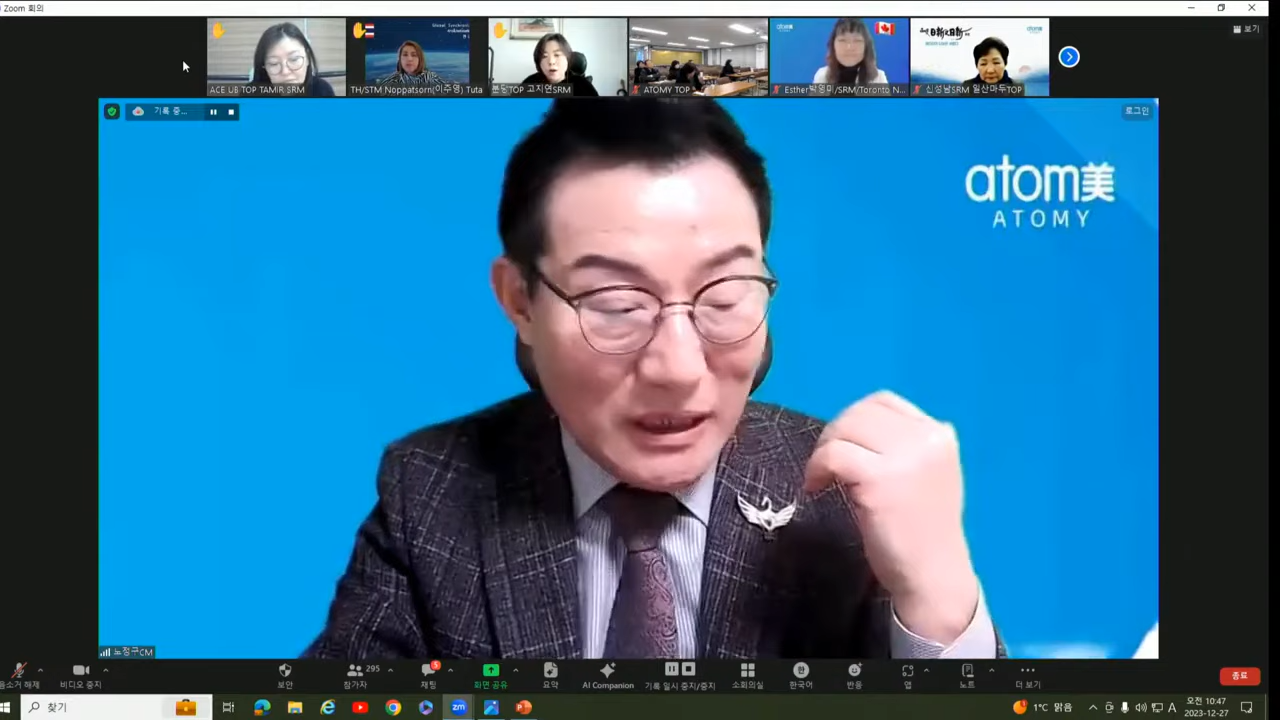 Zoom 회의
보기
ACE UB TOP TAMIR SRM
TH/STM Noppatsorn(이주영) Tuta
분당TOP 고지연SRM
ATOMY TOP
Esther박영미/SRM/Toronto N...
신성남SRM 일산마두TOP
기록 중...
로그인
atom美
ATOMY
노정구CM
음소거 해제
비디오 중지
보안
295
참가자
5
채팅
화면 공유
요약
AI Companion
기록 일시 중지/중지
소회의실
한국어
반응
앱
노트
더 보기
종료
찾기
1°C 맑음
A
오전 10:47
2023-12-27